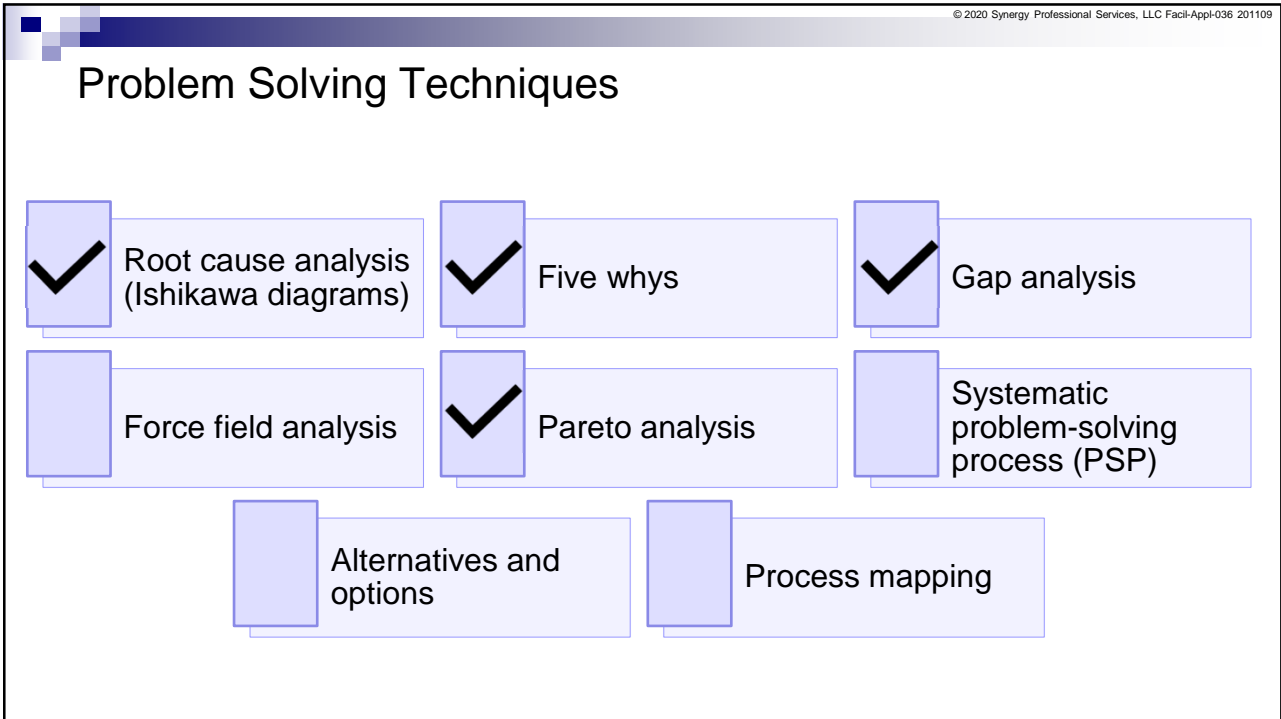 © 2020 Synergy Professional Services, LLC Facil-Appl-036 201109
Problem Solving Techniques
Root cause analysis
(Ishikawa diagrams)
Five whys
Gap analysis
Force field analysis
Pareto analysis
Systematic
problem-solving
process (PSP)
Alternatives and
options
Process mapping